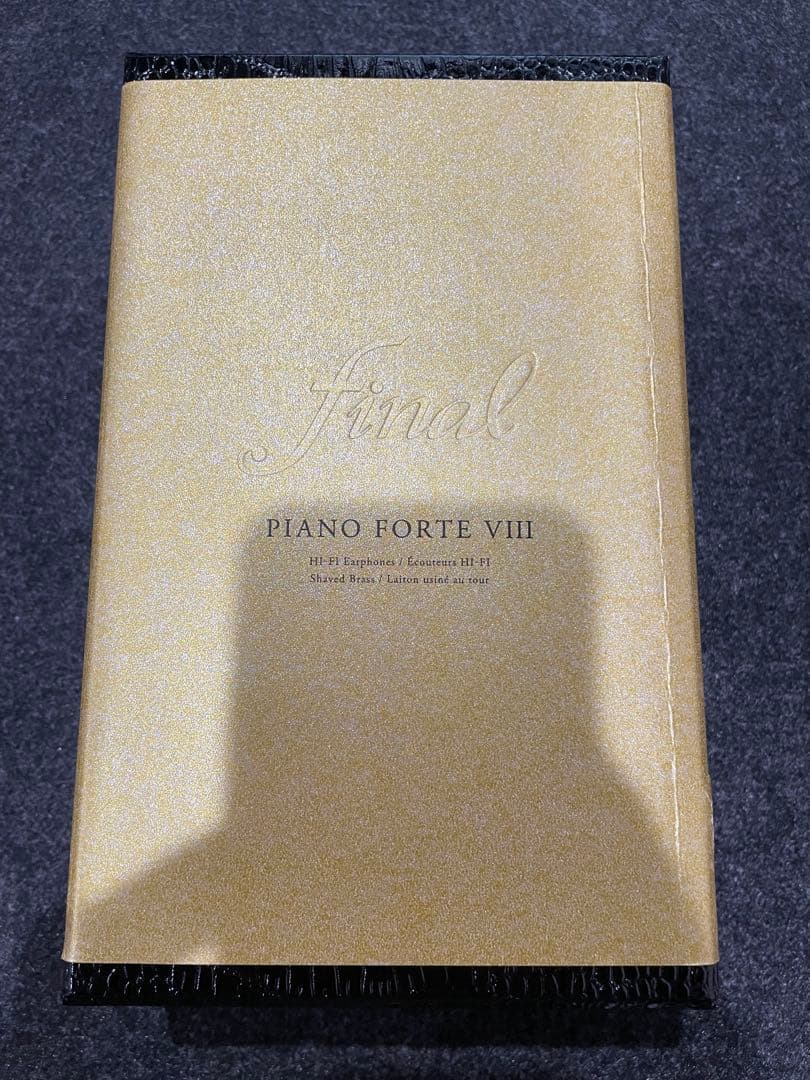 final
PIANO FORTE VIII
HI-FI Earphones / Écouteurs HI-FI
Shaved Brass / Laiton usiné au tour